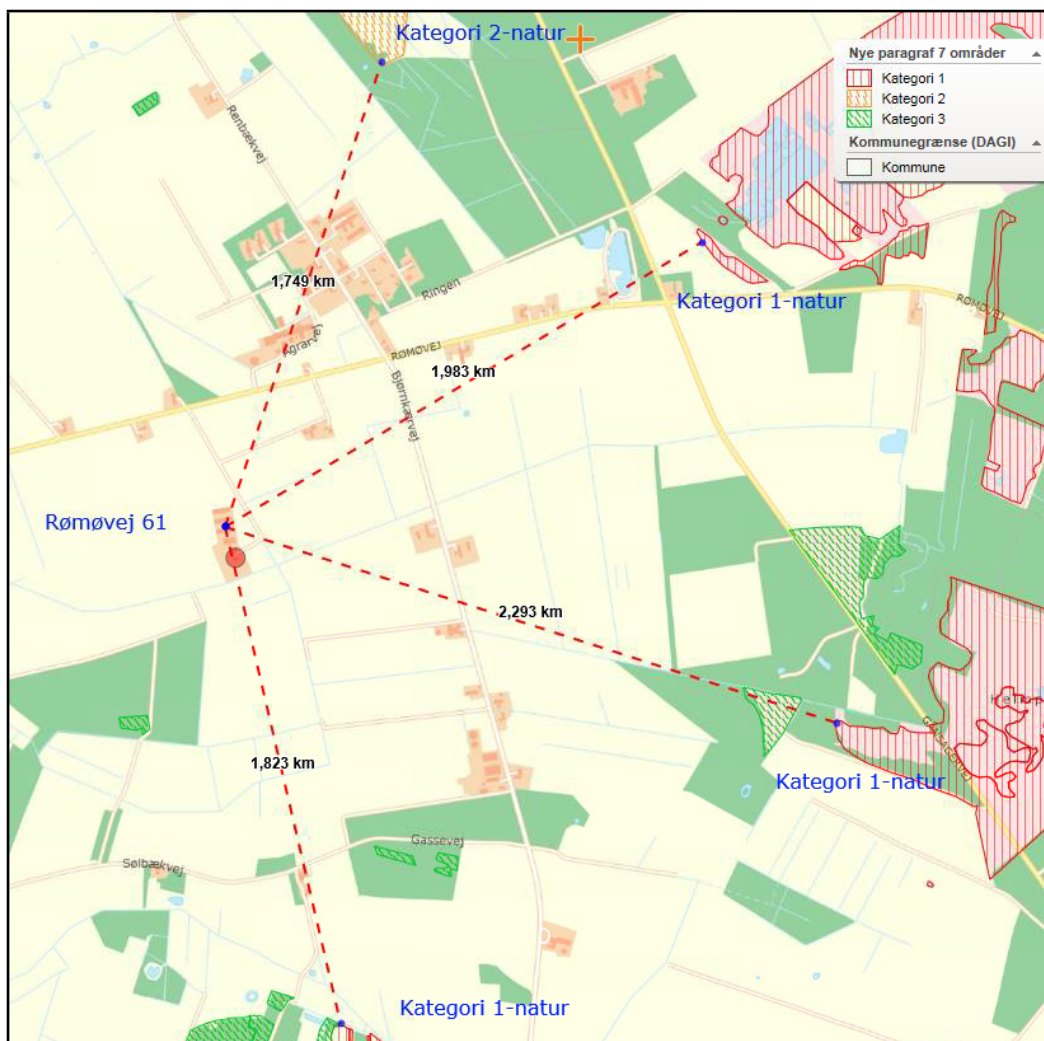 Kategori 2-natur
Nye paragraf 7 områder
Kategori 1
Kategori 2
Kategori 3
Kommunegrænse (DAGI)
Kommune
Renbækvej
1,749 km
Ringen
Kategori 1-natur
RØMØVEJ
Agrarvej
RØMØVEJ
1,983 km
Bjørnkærvej
Rømøvej 61
2,293 km
GÅNSAGERVEJ
1,823 km
Kategori 1-natur
Gassevej
Sølbækvej
Kategori 1-natur